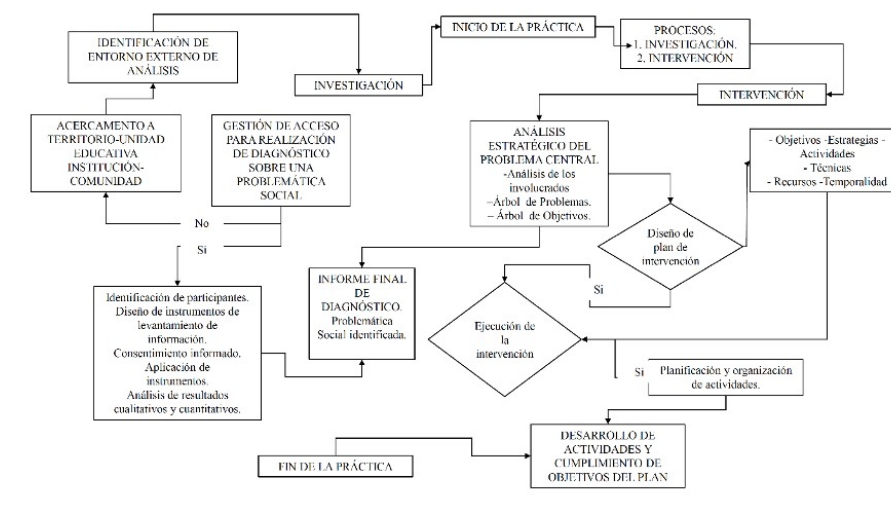 INICIO DE LA PRÁCTICA
PROCESOS:
1. INVESTIGACIÓN.
2. INTERVENCIÓN
IDENTIFICACIÓN DE
ENTORNO EXTERNO DE
ANÁLISIS
INVESTIGACIÓN
INTERVENCIÓN
ACERCAMENTO A
TERRITORIO-UNIDAD
EDUCATIVA
INSTITUCIÓN-
COMUNIDAD
GESTIÓN DE ACCESO
PARA REALIZACIÓN
DE DIAGNÓSTICO
SOBRE UNA
PROBLEMÁTICA
SOCIAL
ANÁLISIS
ESTRATÉGICO DEL
PROBLEMA CENTRAL
-Análisis de los
involucrados
–Árbol de Problemas.
– Árbol de Objetivos.
- Objetivos -Estrategias -
Actividades
- Técnicas
- Recursos -Temporalidad
No
Si
Diseño de
plan de
intervención
Si
Identificación de participantes.
Diseño de instrumentos de
levantamiento de
información.
Consentimiento informado.
Aplicación de
instrumentos.
Análisis de resultados
cualitativos y cuantitativos.
INFORME FINAL
DE
DIAGNÓSTICO.
Problemática
Social identificada.
Ejecución de
la
intervención
Si
Planificación y organización
de actividades.
DESARROLLO DE
ACTIVIDADES Y
CUMPLIMIENTO DE
OBJETIVOS DEL PLAN
FIN DE LA PRÁCTICA